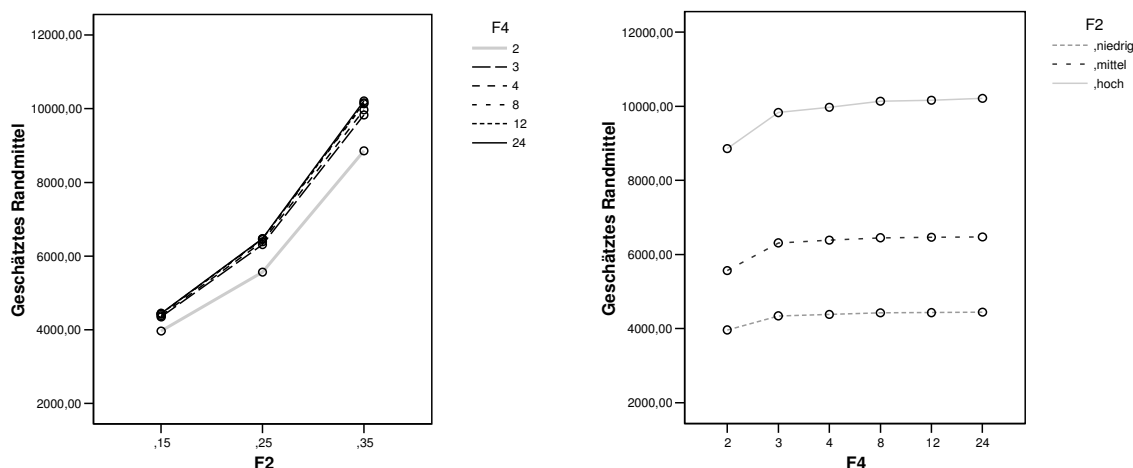 F4
2
3
4
8
12
24
Geschätztes Randmittel
12000,00
10000,00
8000,00
6000,00
4000,00
2000,00
,15 ,25 ,35
F2
F2
,niedrig
,mittel
,hoch
Geschätztes Randmittel
12000,00
10000,00
8000,00
6000,00
4000,00
2000,00
2 3 4 8 12 24
F4